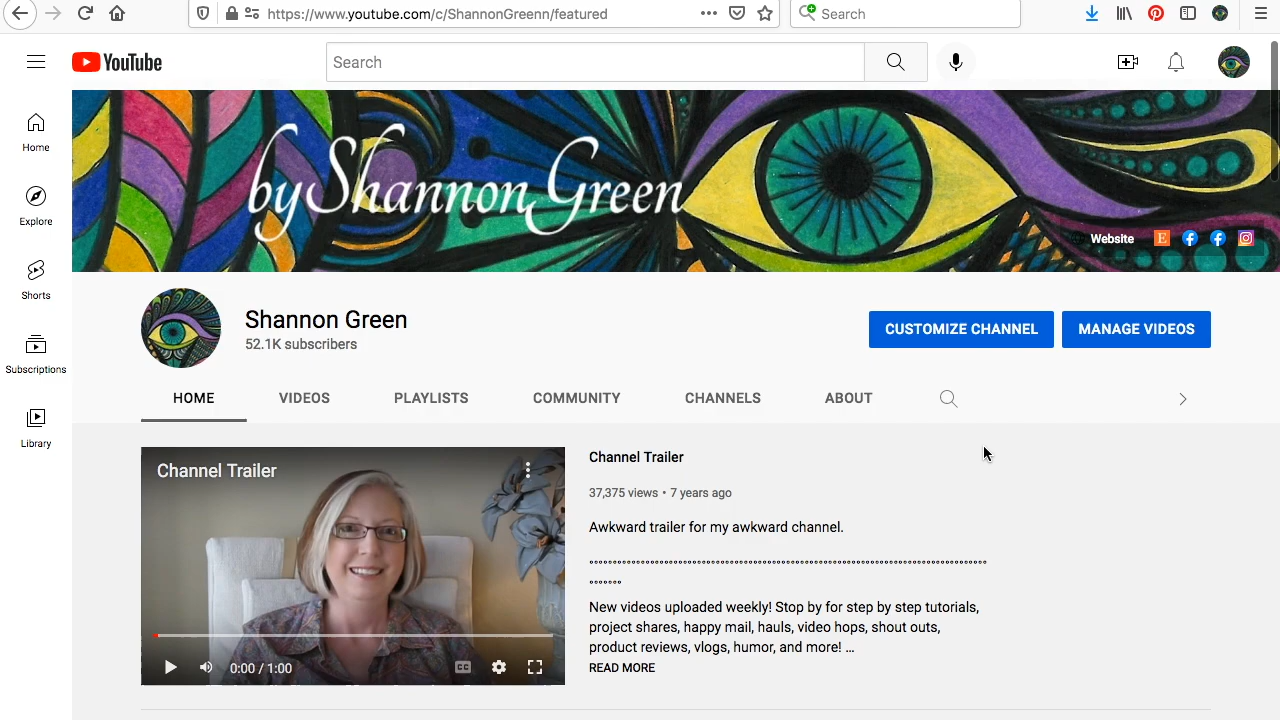 https://www.youtube.com/c/ShannonGreenn/featured
Search
YouTube
Search
Home
Explore
Shorts
Subscriptions
Library
byShannonGreen
Website
Shannon Green
52.1K subscribers
CUSTOMIZE CHANNEL
MANAGE VIDEOS
HOME
VIDEOS
PLAYLISTS
COMMUNITY
CHANNELS
ABOUT
Channel Trailer
0:00 / 1:00
CC
Channel Trailer
37,375 views • 7 years ago
Awkward trailer for my awkward channel.
New videos uploaded weekly! Stop by for step by step tutorials,
project shares, happy mail, hauls, video hops, shout outs,
product reviews, vlogs, humor, and more! ...
READ MORE